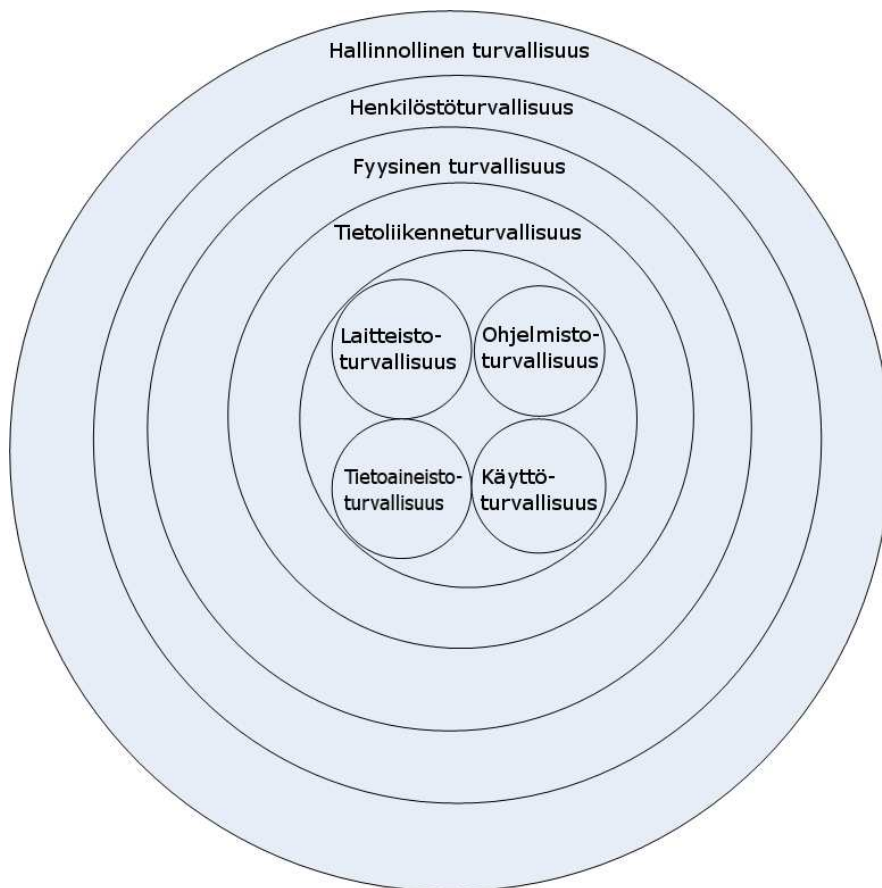 Hallinnollinen turvallisuus
Henkilöstöturvallisuus
Fyysinen turvallisuus
Tietoliikenneturvallisuus
Laitteisto-
turvallisuus
Ohjelmisto-
turvallisuus
Tietoaineisto-
turvallisuus
Käyttö-
turvallisuus